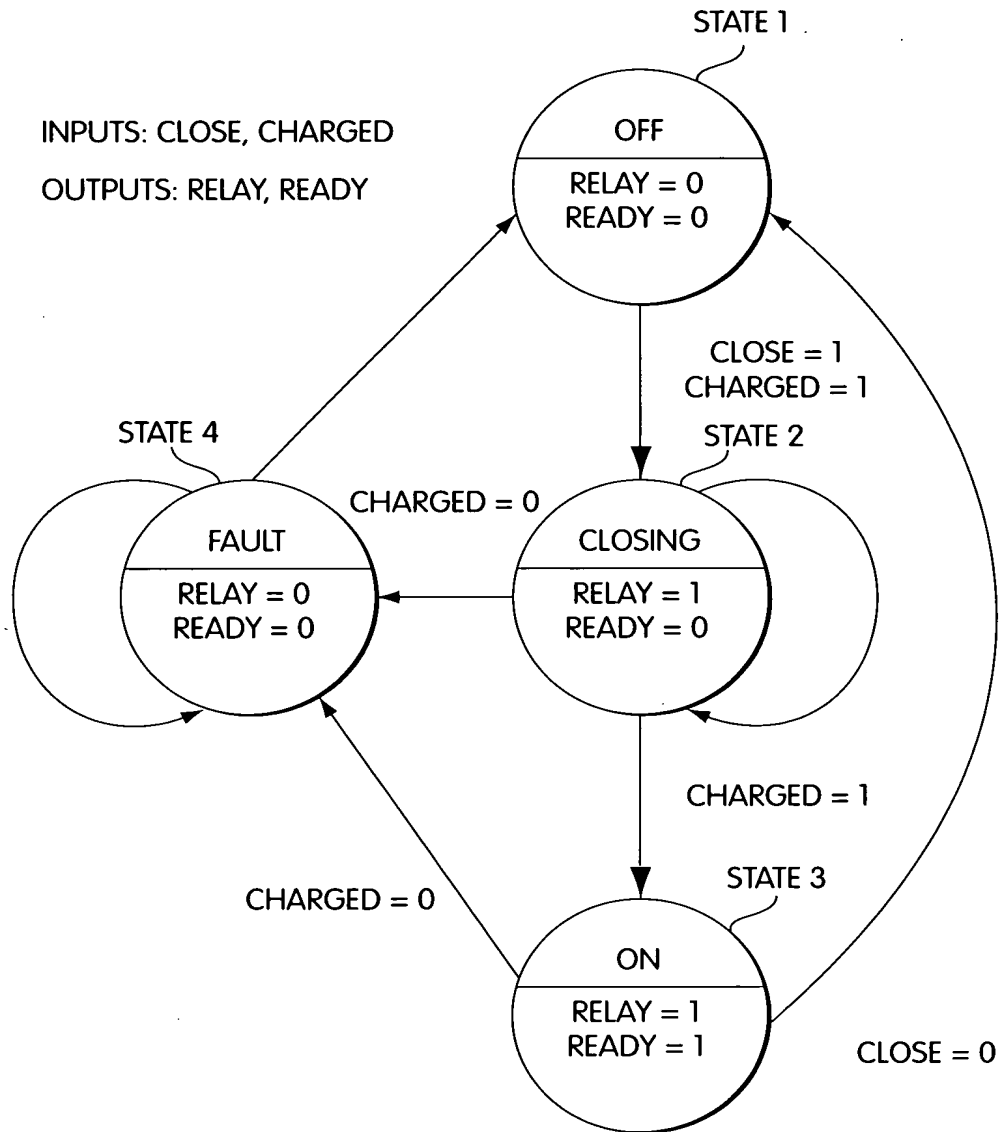 STATE 1
INPUTS: CLOSE, CHARGED
OUTPUTS: RELAY, READY
OFF
RELAY = 0
READY = 0
CLOSE = 1
CHARGED = 1
STATE 4
STATE 2
CHARGED = 0
FAULT
RELAY = 0
READY = 0
CLOSING
RELAY = 1
READY = 0
CHARGED = 1
STATE 3
CHARGED = 0
ON
RELAY = 1
READY = 1
CLOSE = 0